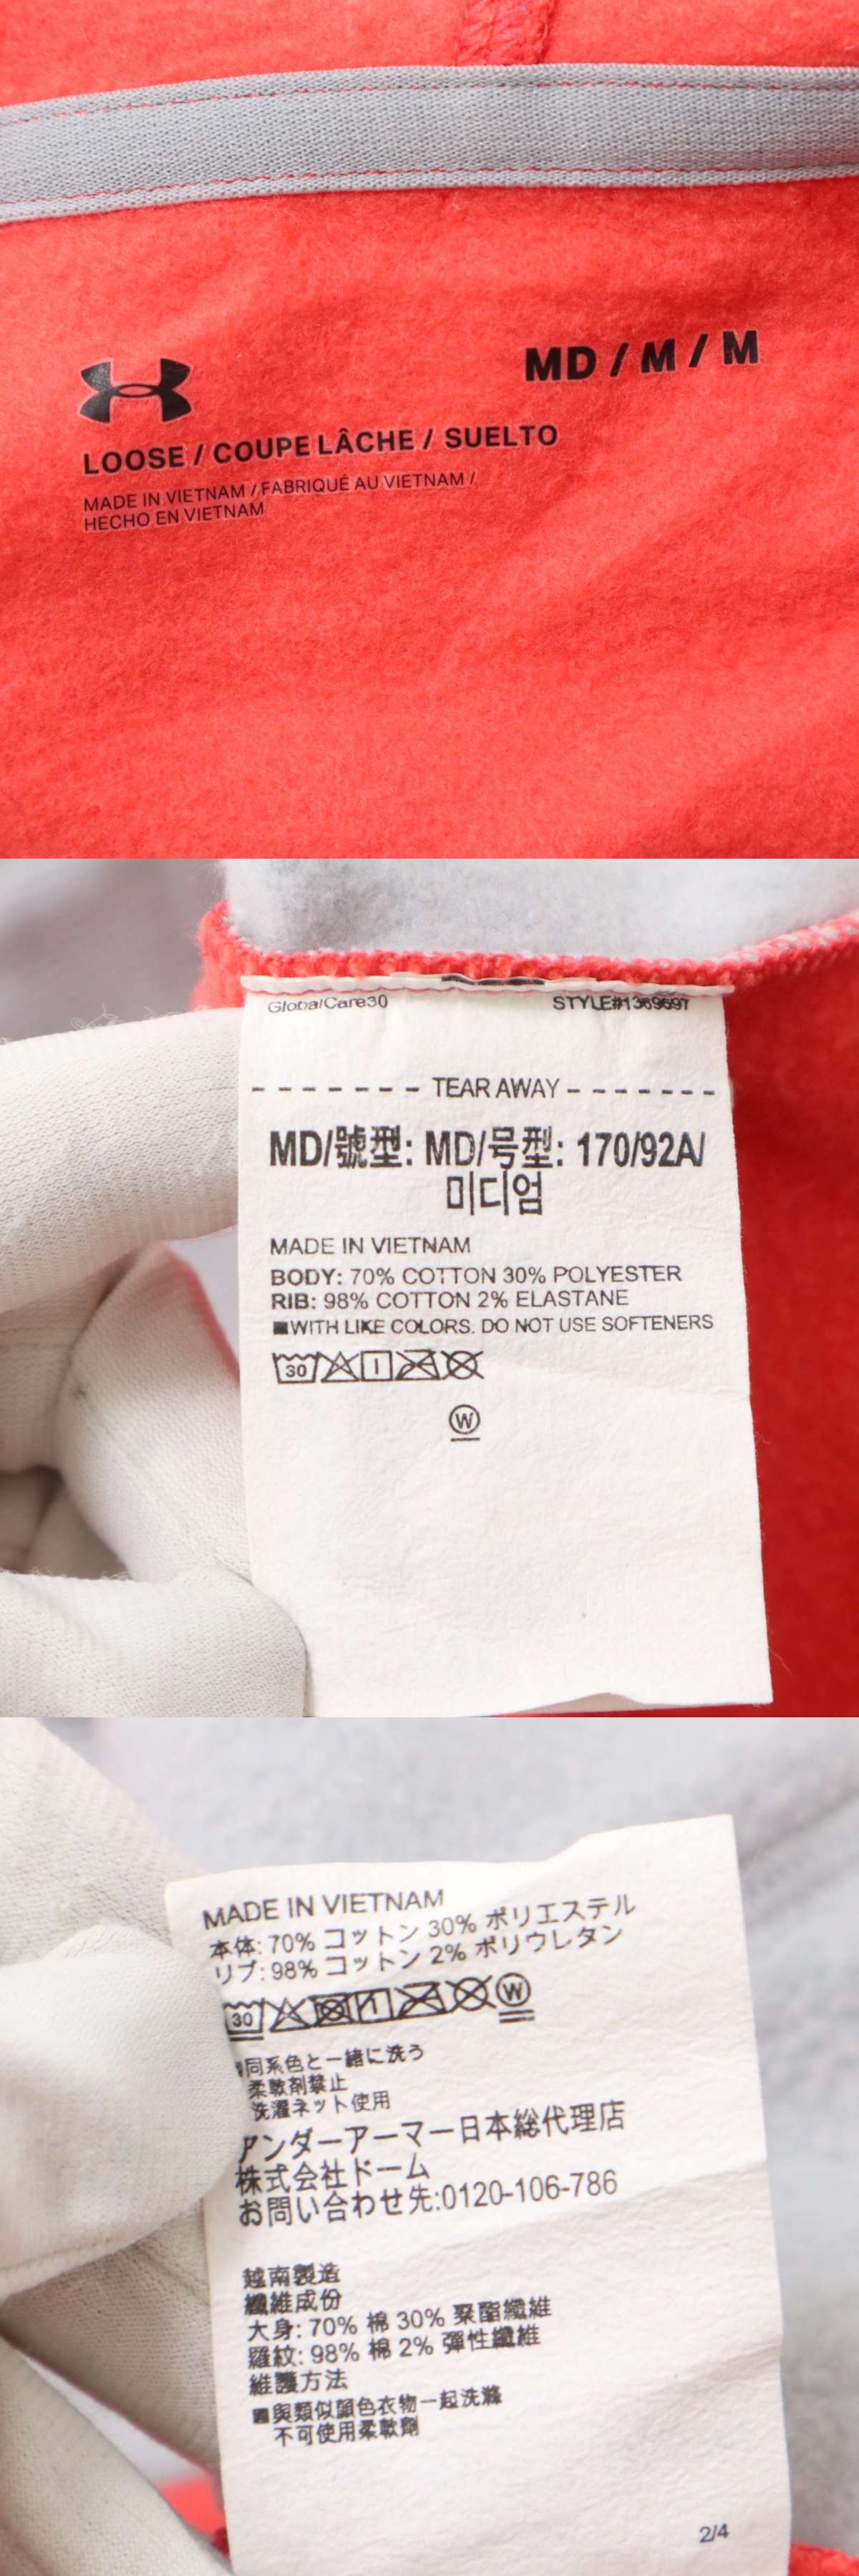 MD / M / M
LOOSE / COUPE LÂCHE / SUELTO
MADE IN VIETNAM / FABRIQUÉ AU VIETNAM /
HECHO EN VIETNAM
GlobalCare30 STYLE#1369697
TEAR AWAY
MD/號型: MD/号型: 170/92A/
미디엄
MADE IN VIETNAM
BODY: 70% COTTON 30% POLYESTER
RIB: 98% COTTON 2% ELASTANE
■WITH LIKE COLORS. DO NOT USE SOFTENERS
30
W
MADE IN VIETNAM
本体: 70% コットン 30% ポリエステル
リブ: 98% コットン 2% ポリウレタン
30 W
■同系色と一緒に洗う
柔軟剤禁止
洗濯ネット使用
アンダーアーマー日本総代理店
株式会社ドーム
お問い合わせ先:0120-106-786
越南製造
纖維成份
大身: 70% 棉 30% 聚酯纖維
羅紋: 98% 棉 2% 彈性纖維
維護方法
■與類似顏色衣物一起洗滌
不可使用柔軟劑
2/4